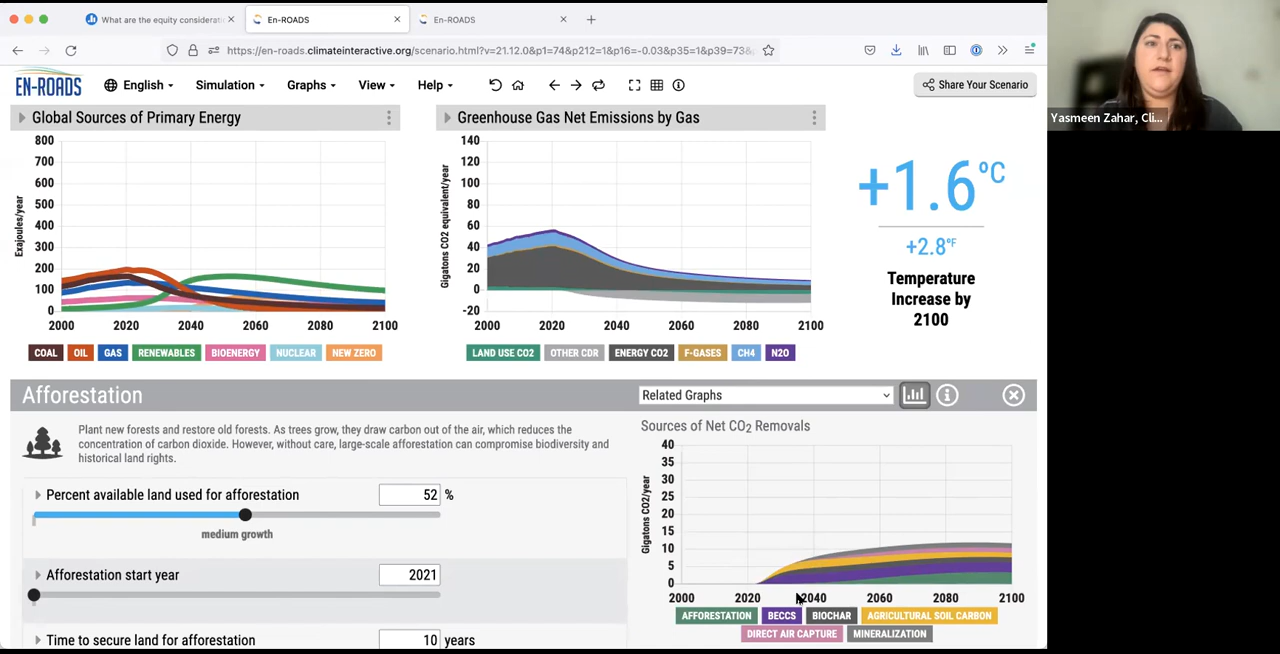 What are the equity considerati
En-ROADS
En-ROADS
https://en-roads.climateinteractive.org/scenario.html?v=21.12.0&p1=74&p212=1&p16=-0.03&p35=1&p39=73&
EN-ROADS
English
Simulation
Graphs
View
Help
Share Your Scenario
Yasmeen Zahar, Cli...
Global Sources of Primary Energy
800
700
600
500
400
300
200
100
0
Exajoules/year
2000 2020 2040 2060 2080 2100
COAL OIL GAS RENEWABLES BIOENERGY NUCLEAR NEW ZERO
Greenhouse Gas Net Emissions by Gas
140
120
100
80
60
40
20
0
-20
Gigatons CO2 equivalent/year
2000 2020 2040 2060 2080 2100
LAND USE CO2 OTHER CDR ENERGY CO2 F-GASES CH4 N2O
+1.6°C
+2.8°F
Temperature
Increase by
2100
Afforestation
Related Graphs
Plant new forests and restore old forests. As trees grow, they draw carbon out of the air, which reduces the
concentration of carbon dioxide. However, without care, large-scale afforestation can compromise biodiversity and
historical land rights.
Percent available land used for afforestation 52 %
medium growth
Afforestation start year 2021
Time to secure land for afforestation 10 years
Sources of Net CO2 Removals
40
35
30
25
20
15
10
5
0
Gigatons CO2/year
2000 2020 2040 2060 2080 2100
AFFORESTATION BECCS BIOCHAR AGRICULTURAL SOIL CARBON
DIRECT AIR CAPTURE MINERALIZATION